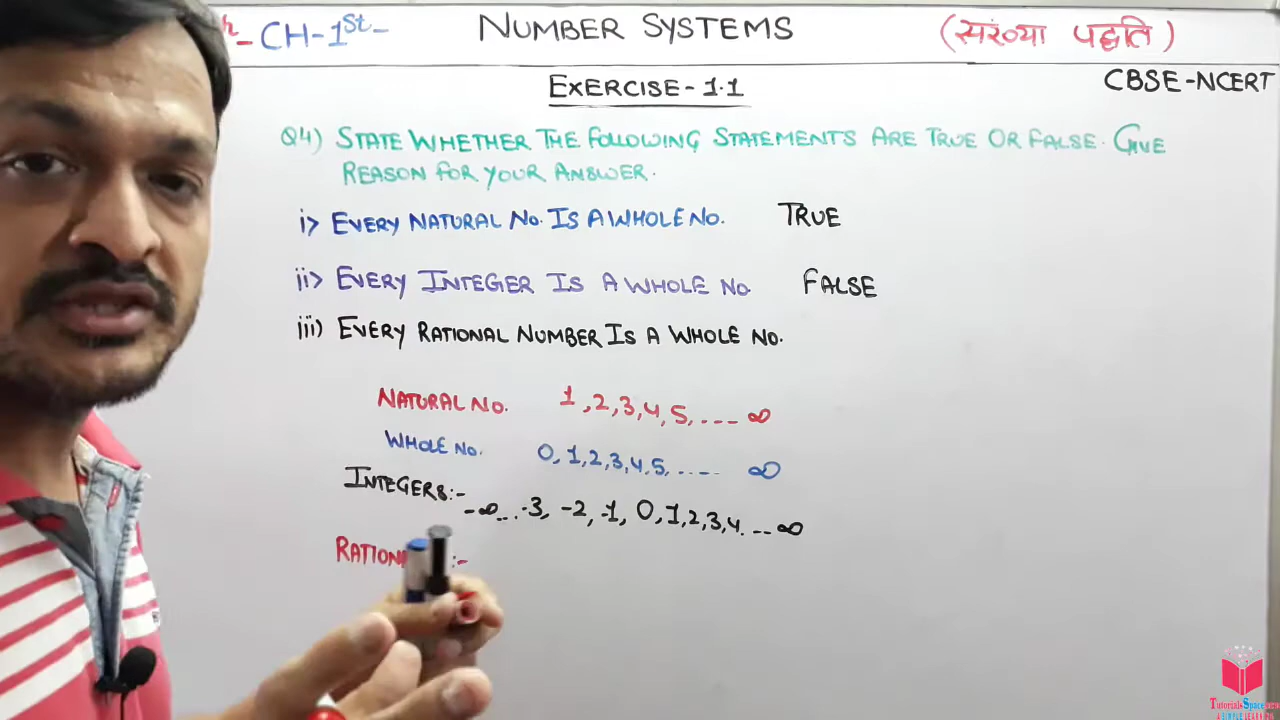 - CH-1St- NUMBER SYSTEMS (संख्या पद्धति)
EXERCISE-1.1 CBSE-NCERT
Q4) STATE WHETHER THE FOLLOWING STATEMENTS ARE TRUE OR FALSE. GIVE
REASON FOR YOUR ANSWER.
i> EVERY NATURAL NO. IS A WHOLE NO. TRUE
ii> EVERY INTEGER IS A WHOLE NO. FALSE
iii) EVERY RATIONAL NUMBER IS A WHOLE NO.
NATURAL NO. 1,2,3,4,5,.... ∞
WHOLE NO. 0,1,2,3,4,5,..... ∞
INTEGERS:-
-∞... -3, -2, -1, 0,1,2,3,4. -- ∞
RATION :-